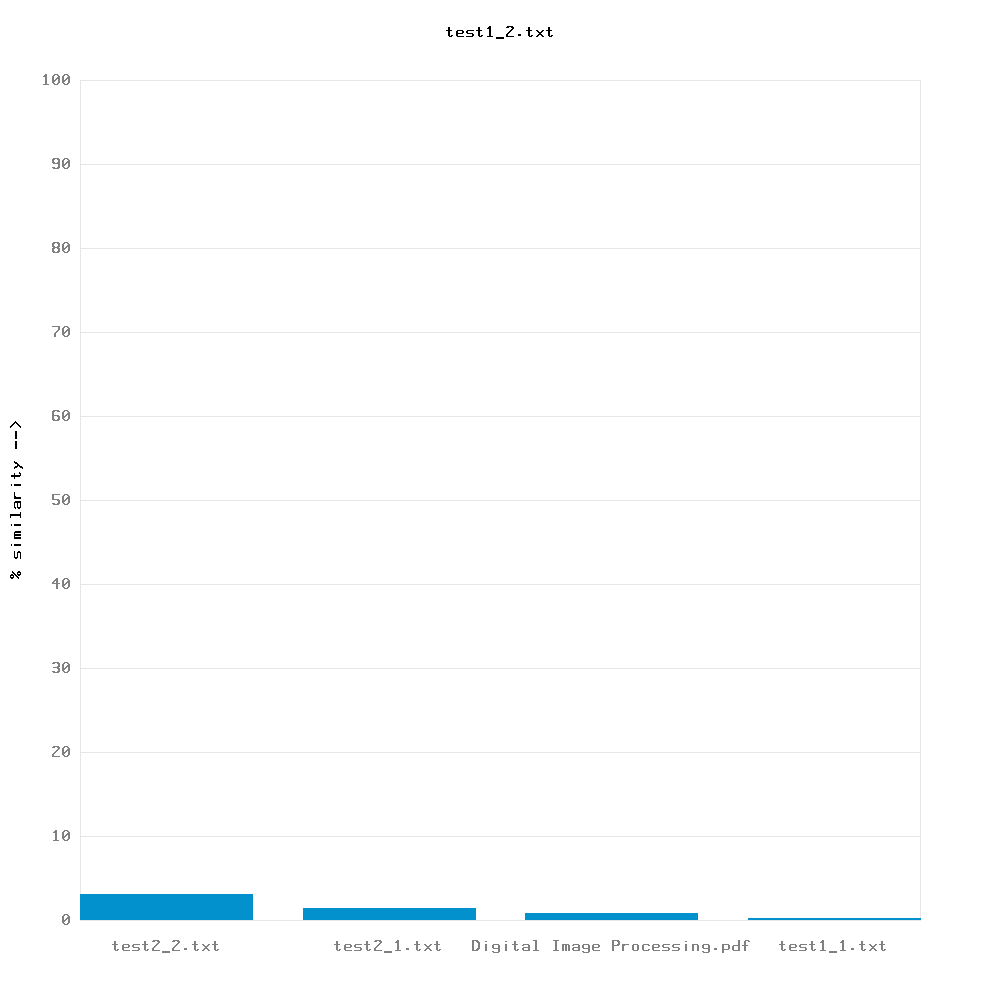 test1_2.txt
100
90
80
70
60
50
40
30
20
10
0
% similarity -->
test2_2.txt
test2_1.txt
Digital Image Processing.pdf
test1_1.txt